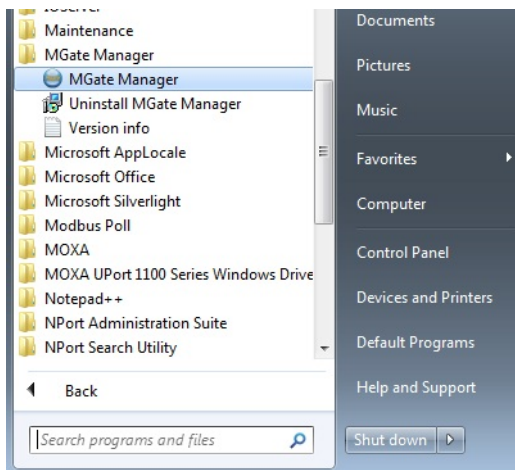 Maintenance
MGate Manager
MGate Manager
Uninstall MGate Manager
Version info
Microsoft AppLocale
Microsoft Office
Microsoft Silverlight
Modbus Poll
MOXA
MOXA UPort 1100 Series Windows Drive
Notepad++
NPort Administration Suite
NPort Search Utility
Back
Search programs and files
Documents
Pictures
Music
Favorites
Computer
Control Panel
Devices and Printers
Default Programs
Help and Support
Shut down